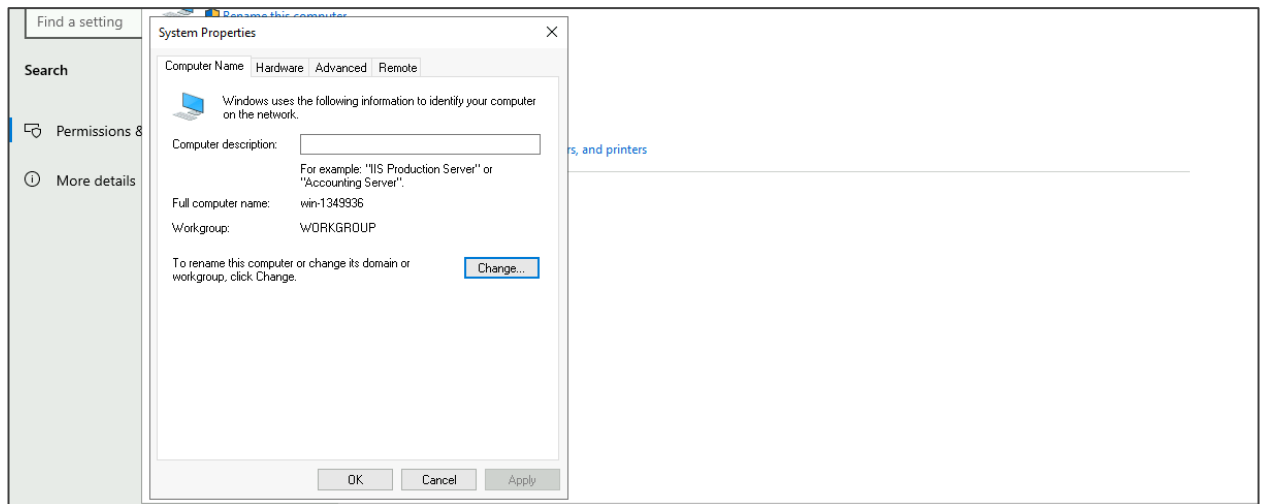 Find a setting
Rename this computer
Search
Permissions &
More details
System Properties
Computer Name Hardware Advanced Remote
Windows uses the following information to identify your computer
on the network.
Computer description:
For example: "IIS Production Server" or
"Accounting Server".
Full computer name: win-1349936
Workgroup: WORKGROUP
To rename this computer or change its domain or
workgroup, click Change.
Change...
OK Cancel Apply
rs, and printers